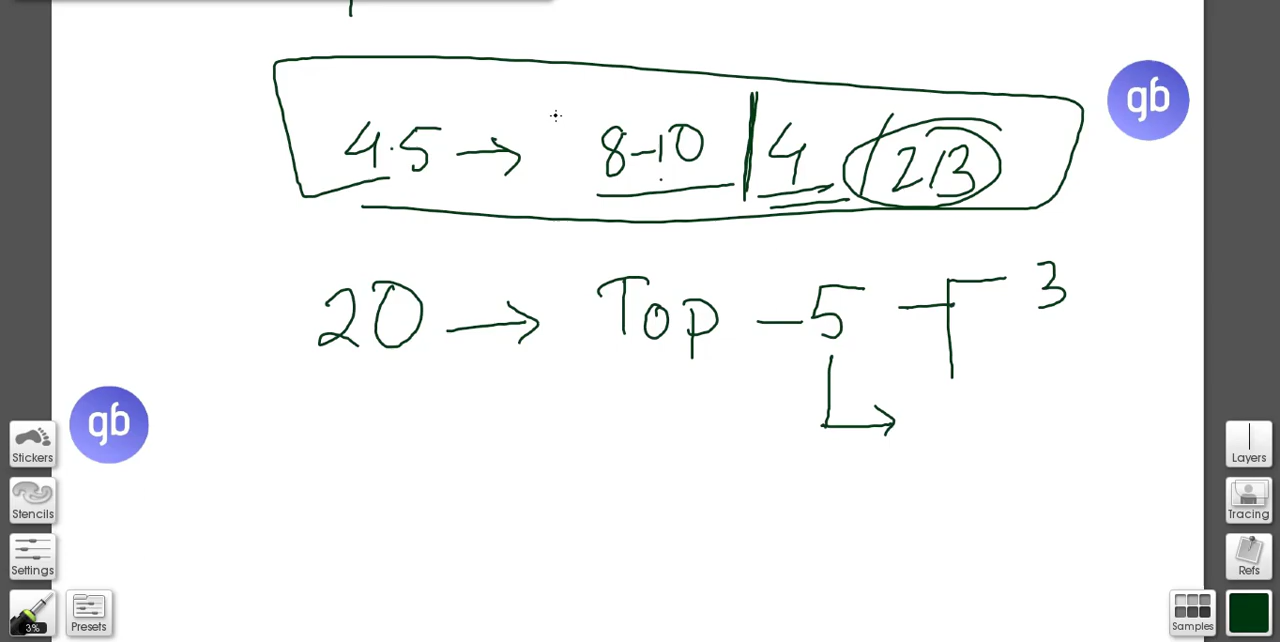 4.5 → 8-10 | 4 / 2/3
20 → Top - 5 - T 3
gb
gb
Stickers
Stencils
Settings
3%
Presets
Layers
Tracing
Refs
Samples